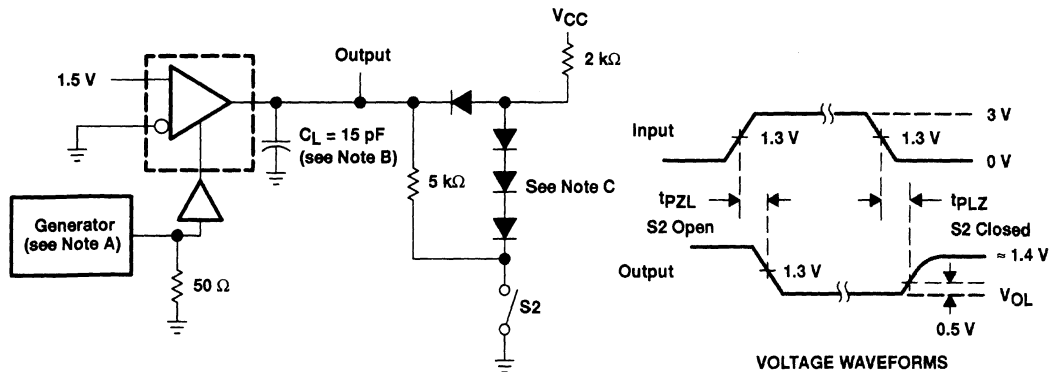 VCC
2 kΩ
Output
1.5 V
CL = 15 pF
(see Note B)
5 kΩ
See Note C
Generator
(see Note A)
50 Ω
S2
Input
1.3 V
1.3 V
3 V
0 V
tPZL
tPLZ
S2 Open
S2 Closed
Output
1.3 V
≈ 1.4 V
VOL
0.5 V
VOLTAGE WAVEFORMS